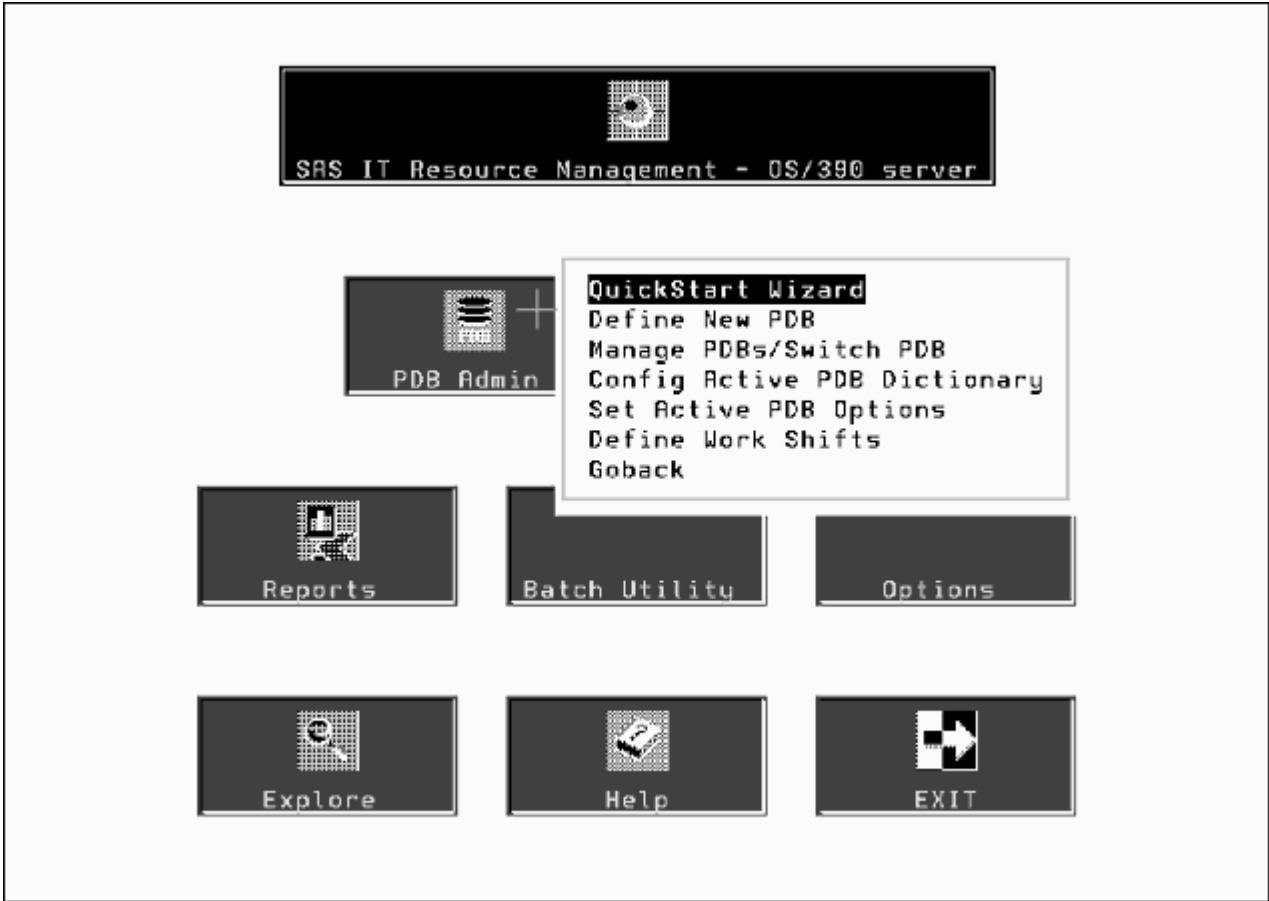 SAS IT Resource Management - OS/390 server
PDB Admin
QuickStart Wizard
Define New PDB
Manage PDBs/Switch PDB
Config Active PDB Dictionary
Set Active PDB Options
Define Work Shifts
Goback
Reports
Batch Utility
Options
Explore
Help
EXIT